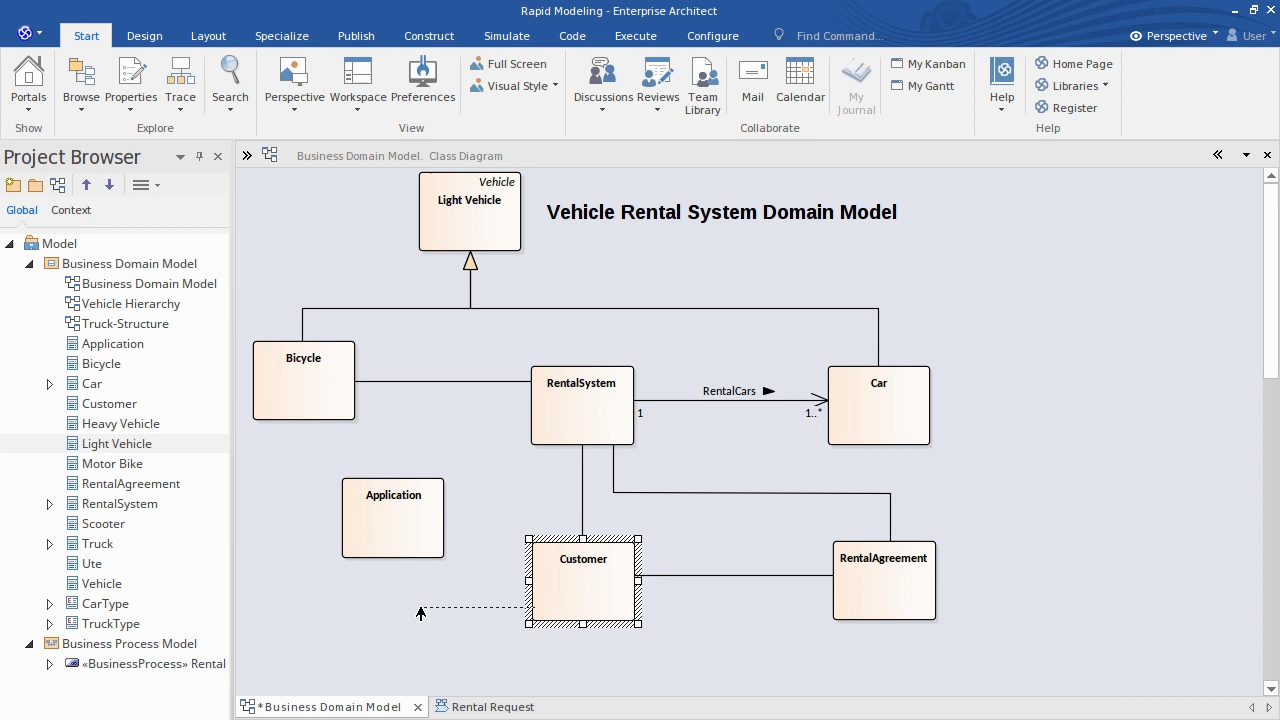 Rapid Modeling - Enterprise Architect
Start Design Layout Specialize Publish Construct Simulate Code Execute Configure Find Command... Perspective User
Portals Browse Properties Trace Search Perspective Workspace Preferences Full Screen Visual Style Discussions Reviews Team Library Mail Calendar My Journal My Kanban My Gantt Help Home Page Libraries Register
Show Explore View Collaborate Help
Project Browser
Global Context
Model
Business Domain Model
Business Domain Model
Vehicle Hierarchy
Truck-Structure
Application
Bicycle
Car
Customer
Heavy Vehicle
Light Vehicle
Motor Bike
RentalAgreement
RentalSystem
Scooter
Truck
Ute
Vehicle
CarType
TruckType
Business Process Model
«BusinessProcess» Rental
Business Domain Model. Class Diagram
Vehicle
Light Vehicle
Vehicle Rental System Domain Model
Bicycle
RentalSystem
RentalCars
1
1..*
Car
Application
Customer
RentalAgreement
*Business Domain Model
Rental Request